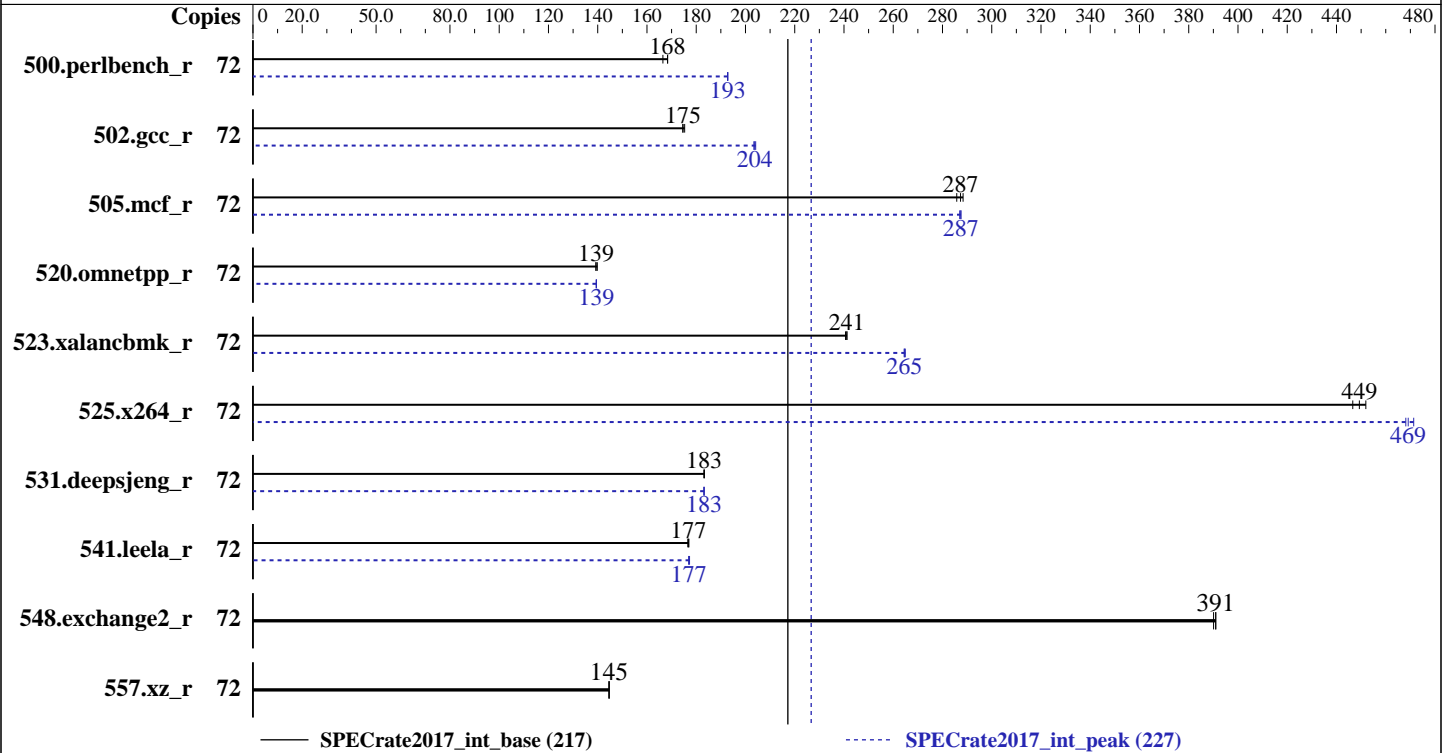 Copies 0 20.0 50.0 80.0 100 120 140 160 180 200 220 240 260 280 300 320 340 360 380 400 420 440 480
168
500.perlbench_r 72
193
175
502.gcc_r 72
204
287
505.mcf_r 72
287
139
520.omnetpp_r 72
139
241
523.xalancbmk_r 72
265
449
525.x264_r 72
469
183
531.deepsjeng_r 72
183
177
541.leela_r 72
177
391
548.exchange2_r 72
145
557.xz_r 72
SPECrate2017_int_base (217) SPECrate2017_int_peak (227)